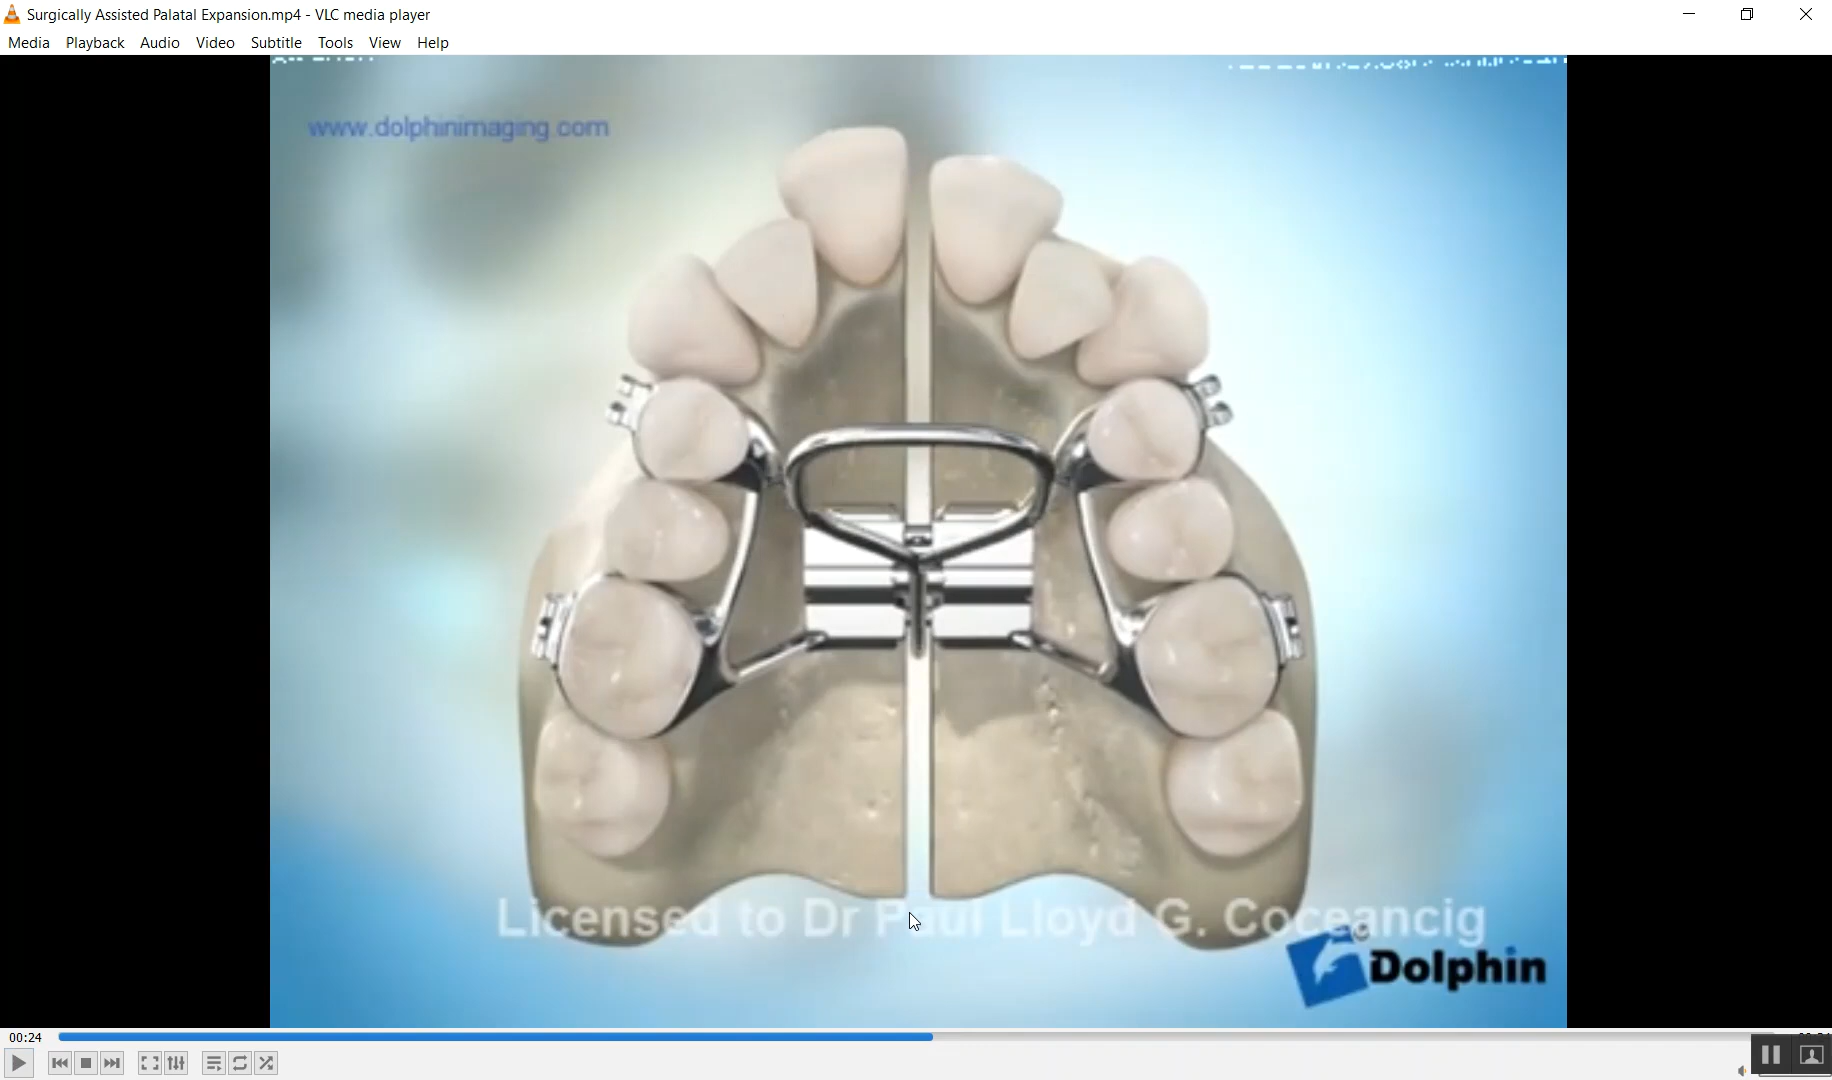 Surgically Assisted Palatal Expansion.mp4 - VLC media player
Media Playback Audio Video Subtitle Tools View Help
www.dolphinimaging.com
Licensed to Dr Paul Lloyd G. Coceancig
Dolphin
00:24